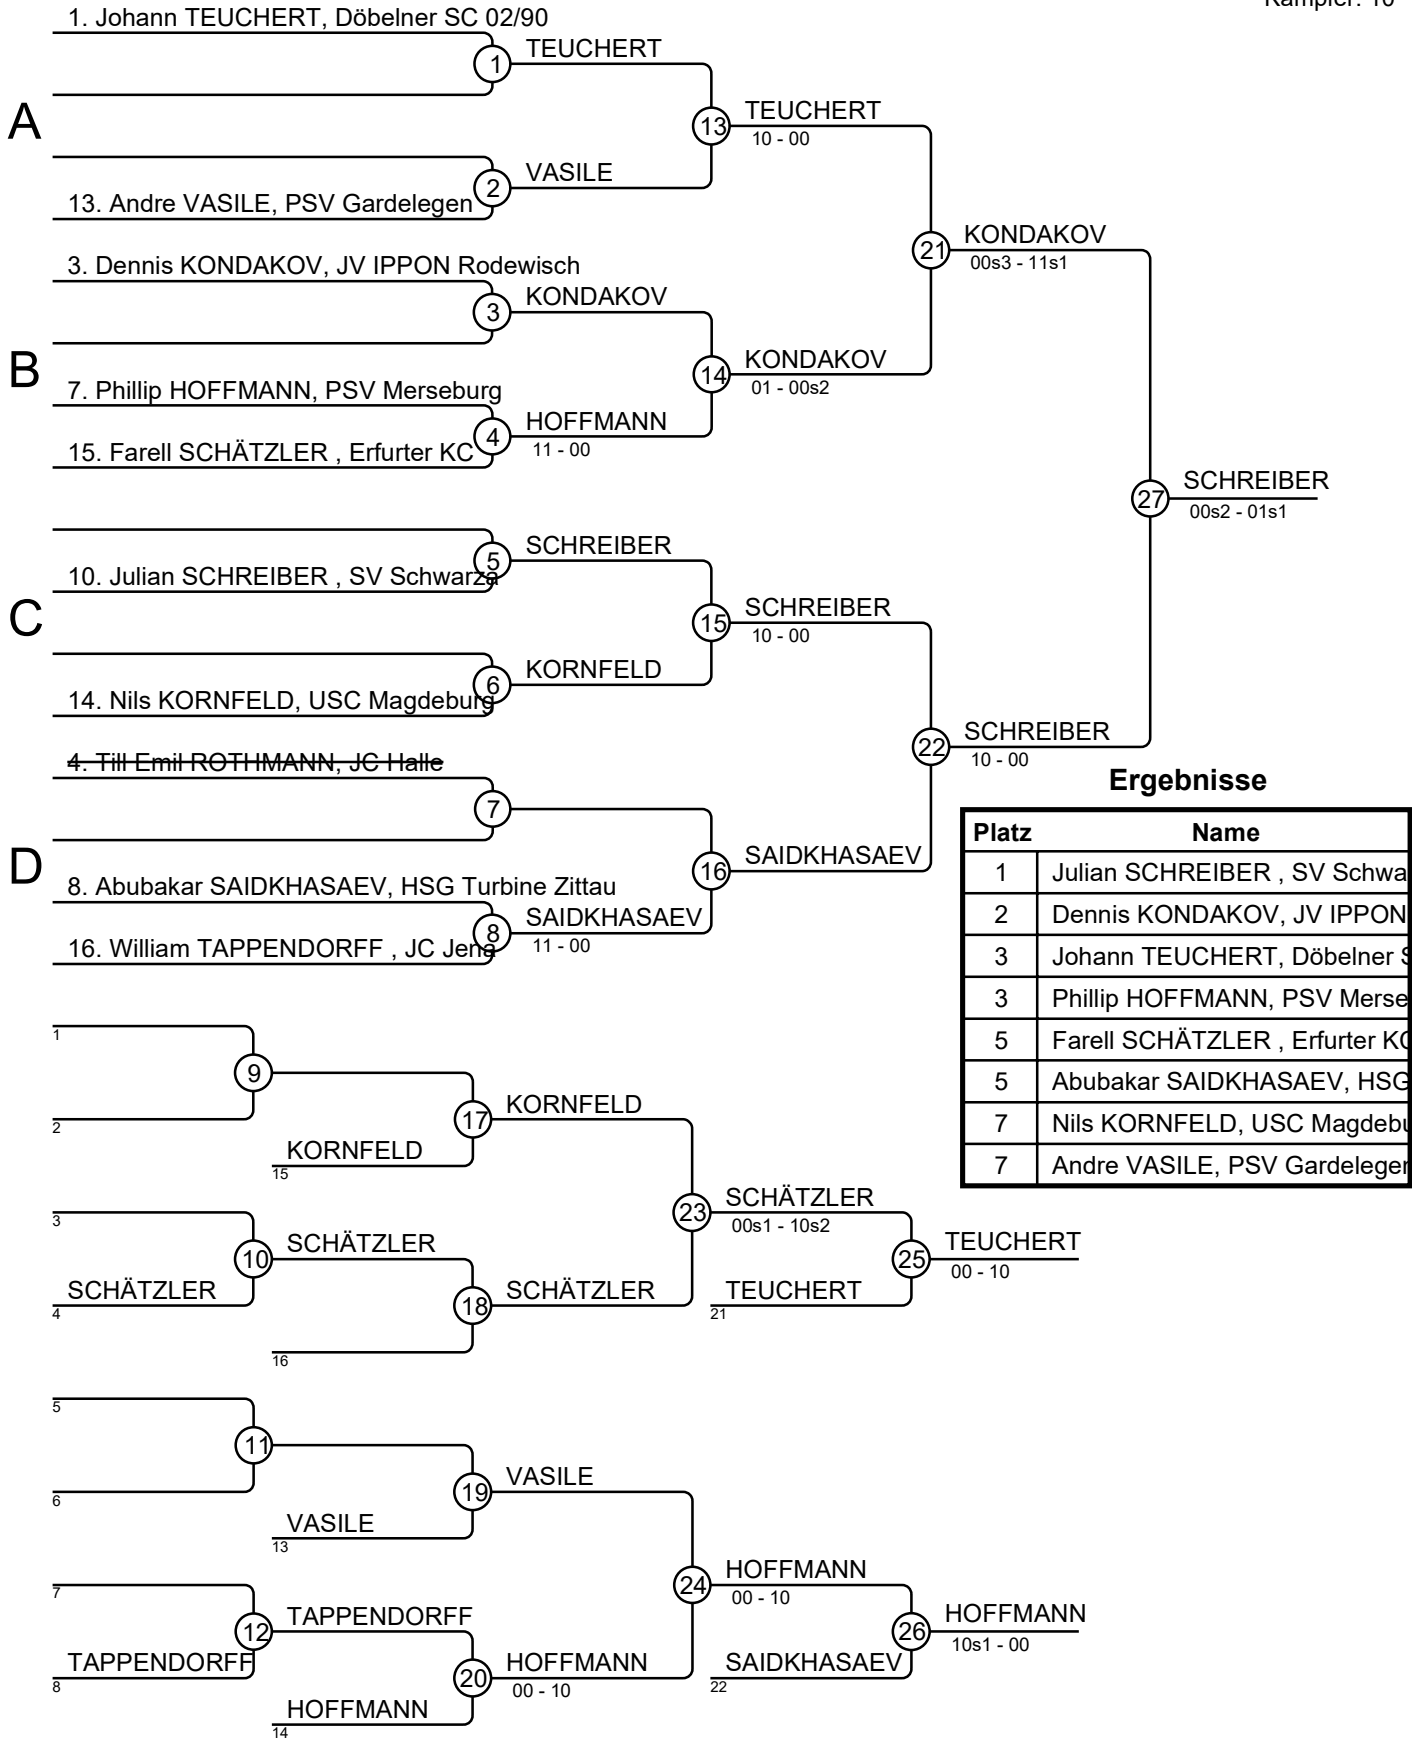 Kämpfer: 10
1. Johann TEUCHERT, Döbelner SC 02/90
1
TEUCHERT
A
13
TEUCHERT
10 - 00
2
VASILE
13. Andre VASILE, PSV Gardelegen
21
KONDAKOV
00s3 - 11s1
3. Dennis KONDAKOV, JV IPPON Rodewisch
3
KONDAKOV
B
14
KONDAKOV
01 - 00s2
7. Phillip HOFFMANN, PSV Merseburg
4
HOFFMANN
11 - 00
15. Farell SCHÄTZLER , Erfurter KC
27
SCHREIBER
00s2 - 01s1
5
SCHREIBER
10. Julian SCHREIBER , SV Schwarza
C
15
SCHREIBER
10 - 00
6
KORNFELD
14. Nils KORNFELD, USC Magdeburg
22
SCHREIBER
10 - 00
4. Till Emil ROTHMANN, JC Halle
7
D
16
SAIDKHASAEV
8. Abubakar SAIDKHASAEV, HSG Turbine Zittau
8
SAIDKHASAEV
11 - 00
16. William TAPPENDORFF , JC Jena
Ergebnisse
Platz Name
1 Julian SCHREIBER , SV Schwa
2 Dennis KONDAKOV, JV IPPON
3 Johann TEUCHERT, Döbelner S
3 Phillip HOFFMANN, PSV Merse
5 Farell SCHÄTZLER , Erfurter KC
5 Abubakar SAIDKHASAEV, HSG
7 Nils KORNFELD, USC Magdebu
7 Andre VASILE, PSV Gardelegen
1
9
2
17
KORNFELD
KORNFELD
15
23
SCHÄTZLER
00s1 - 10s2
3
10
SCHÄTZLER
SCHÄTZLER
4
18
SCHÄTZLER
16
25
TEUCHERT
00 - 10
TEUCHERT
21
5
11
6
19
VASILE
VASILE
13
24
HOFFMANN
00 - 10
7
12
TAPPENDORFF
TAPPENDORFF
8
20
HOFFMANN
00 - 10
HOFFMANN
14
26
HOFFMANN
10s1 - 00
SAIDKHASAEV
22